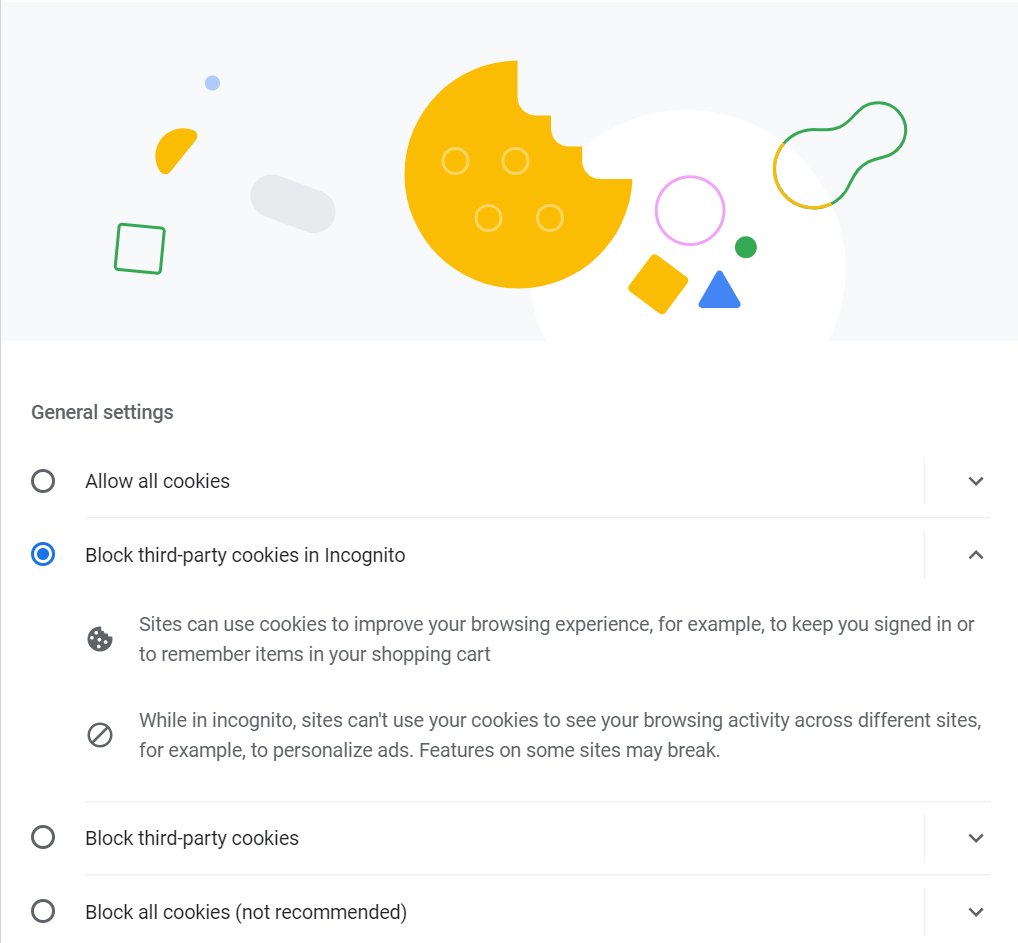 General settings
Allow all cookies
Block third-party cookies in Incognito
Sites can use cookies to improve your browsing experience, for example, to keep you signed in or
to remember items in your shopping cart
While in incognito, sites can't use your cookies to see your browsing activity across different sites,
for example, to personalize ads. Features on some sites may break.
Block third-party cookies
Block all cookies (not recommended)